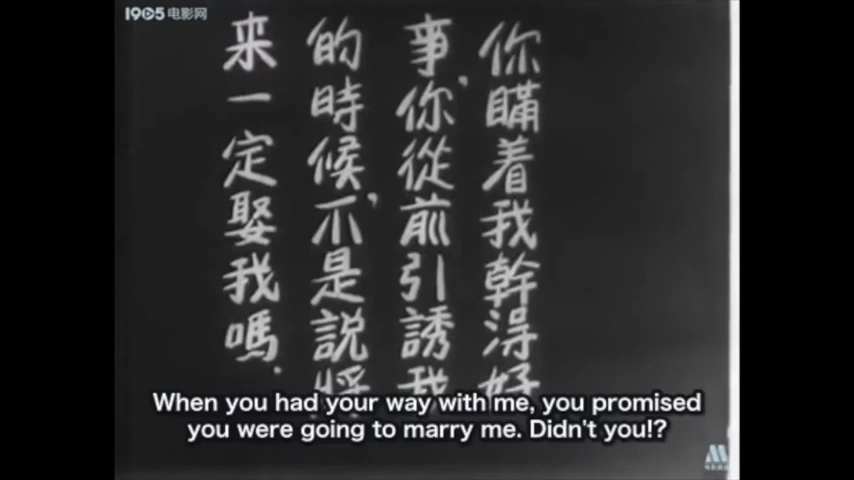 1905电影网
你瞞着我幹得好
事,你從前引誘我
的時候,不是說將
来一定娶我嗎.
When you had your way with me, you promised
you were going to marry me. Didn't you!?